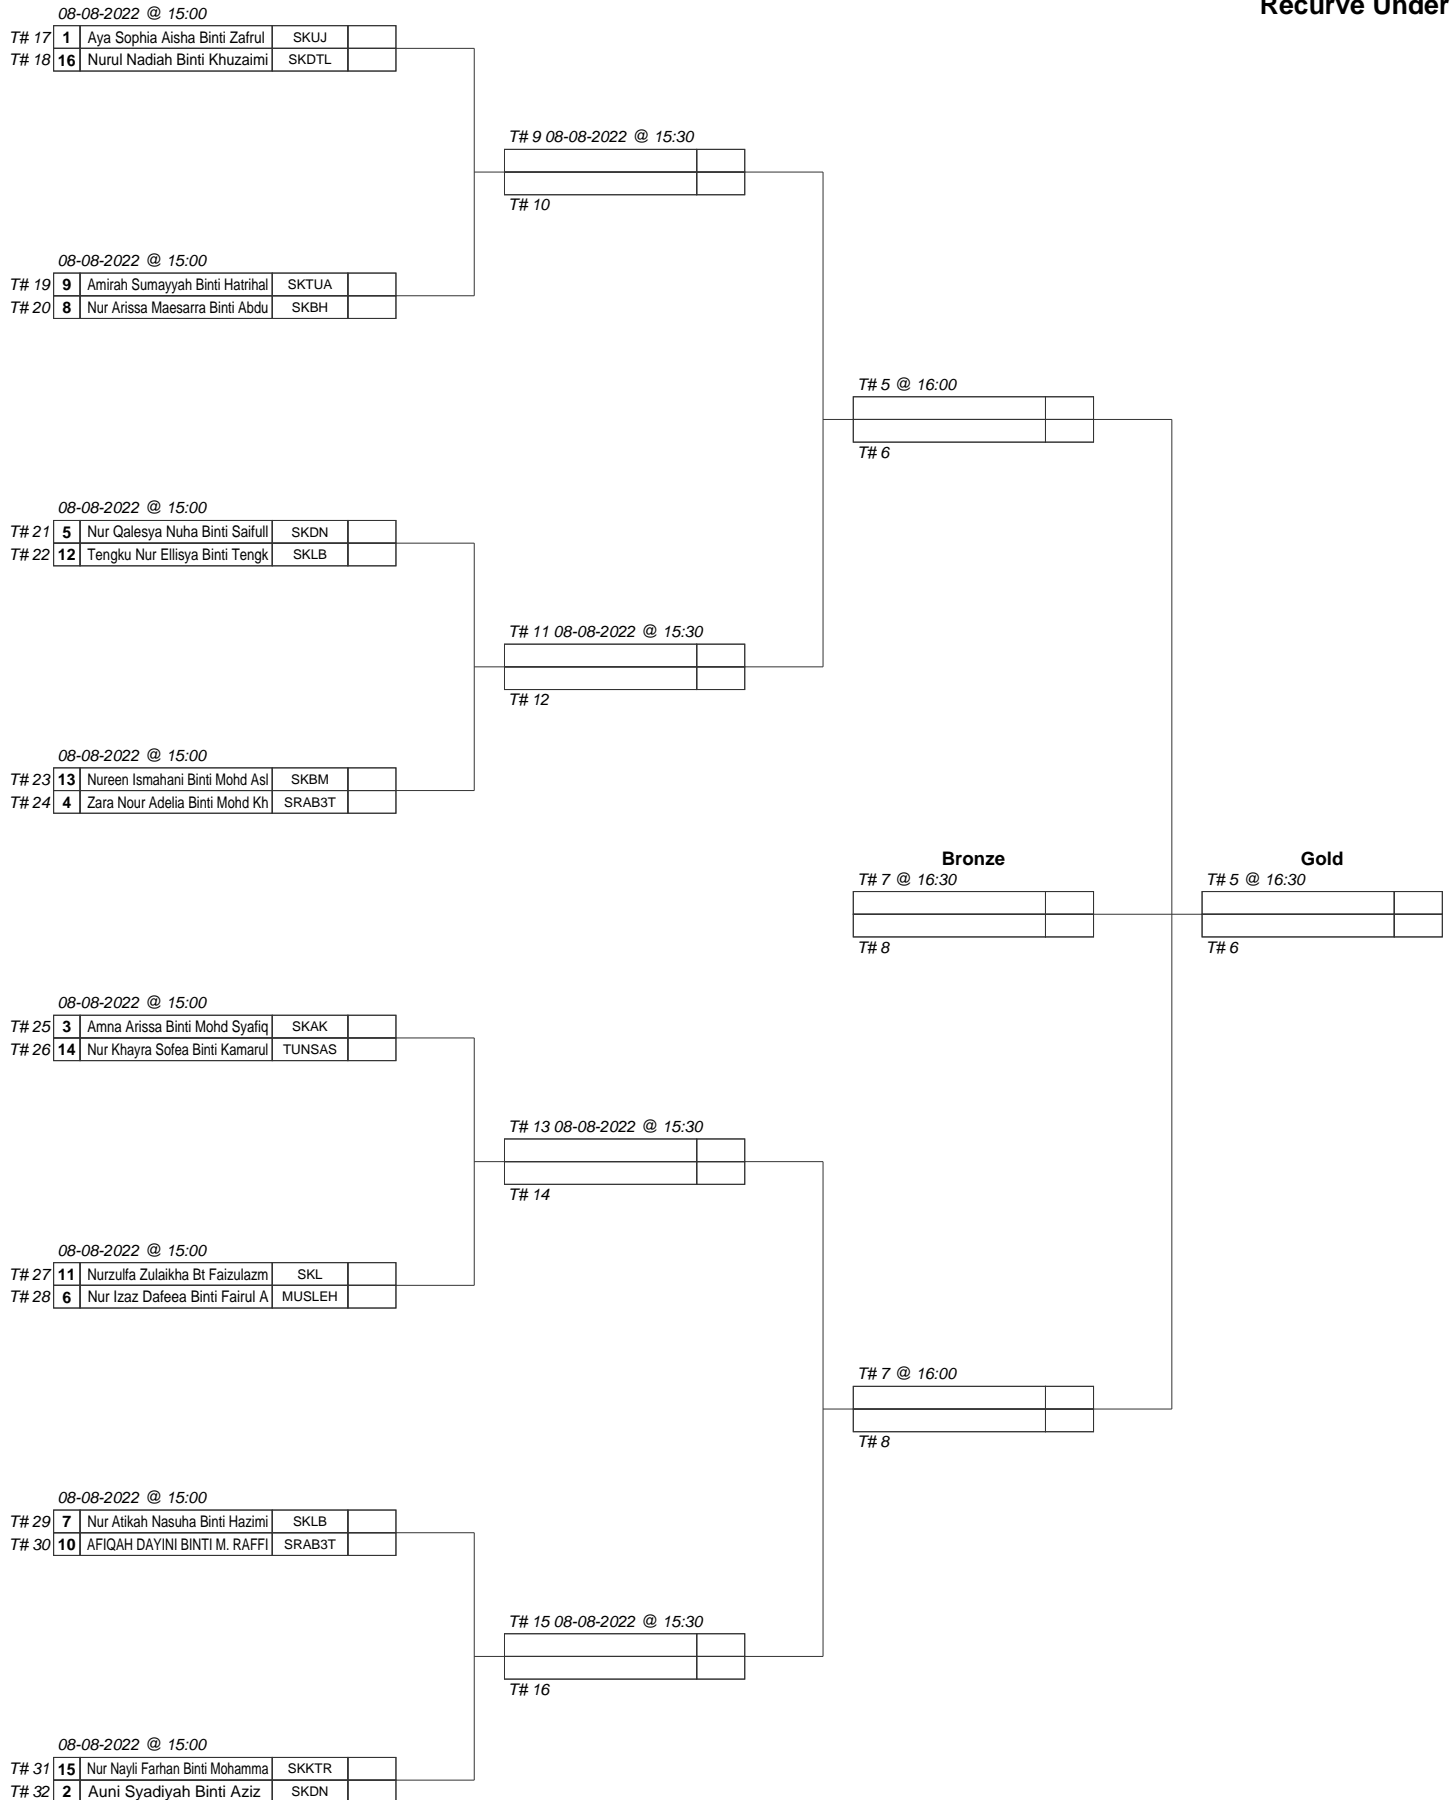 Recurve Under
08-08-2022 @ 15:00
T# 17 1 Aya Sophia Aisha Binti Zafrul SKUJ
T# 18 16 Nurul Nadiah Binti Khuzaimi SKDTL
T# 9 08-08-2022 @ 15:30
T# 10
08-08-2022 @ 15:00
T# 19 9 Amirah Sumayyah Binti Hatrihal SKTUA
T# 20 8 Nur Arissa Maesarra Binti Abdu SKBH
T# 5 @ 16:00
T# 6
08-08-2022 @ 15:00
T# 21 5 Nur Qalesya Nuha Binti Saifull SKDN
T# 22 12 Tengku Nur Ellisya Binti Tengk SKLB
T# 11 08-08-2022 @ 15:30
T# 12
08-08-2022 @ 15:00
T# 23 13 Nureen Ismahani Binti Mohd Asl SKBM
T# 24 4 Zara Nour Adelia Binti Mohd Kh SRAB3T
Bronze Gold
T# 7 @ 16:30 T# 5 @ 16:30
T# 8 T# 6
08-08-2022 @ 15:00
T# 25 3 Amna Arissa Binti Mohd Syafiq SKAK
T# 26 14 Nur Khayra Sofea Binti Kamarul TUNSAS
T# 13 08-08-2022 @ 15:30
T# 14
08-08-2022 @ 15:00
T# 27 11 Nurzulfa Zulaikha Bt Faizulazm SKL
T# 28 6 Nur Izaz Dafeea Binti Fairul A MUSLEH
T# 7 @ 16:00
T# 8
08-08-2022 @ 15:00
T# 29 7 Nur Atikah Nasuha Binti Hazimi SKLB
T# 30 10 AFIQAH DAYINI BINTI M. RAFFI SRAB3T
T# 15 08-08-2022 @ 15:30
T# 16
08-08-2022 @ 15:00
T# 31 15 Nur Nayli Farhan Binti Mohamma SKKTR
T# 32 2 Auni Syadiyah Binti Aziz SKDN